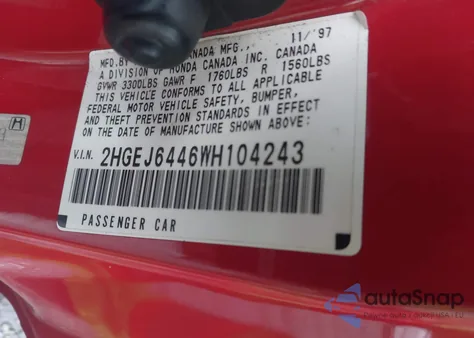 MFD.BY CANADA MFG., 11/'97
A DIVISION OF HONDA CANADA INC. CANADA
GVWR 3300LBS GAWR F 1760LBS R 1560LBS
THIS VEHICLE CONFORMS TO ALL APPLICABLE
FEDERAL MOTOR VEHICLE SAFETY, BUMPER,
AND THEFT PREVENTION STANDARDS IN EFFECT
ON THE DATE OF MANUFACTURE SHOWN ABOVE:
V.I.N. 2HGEJ6446WH104243
PASSENGER CAR
autoSnap